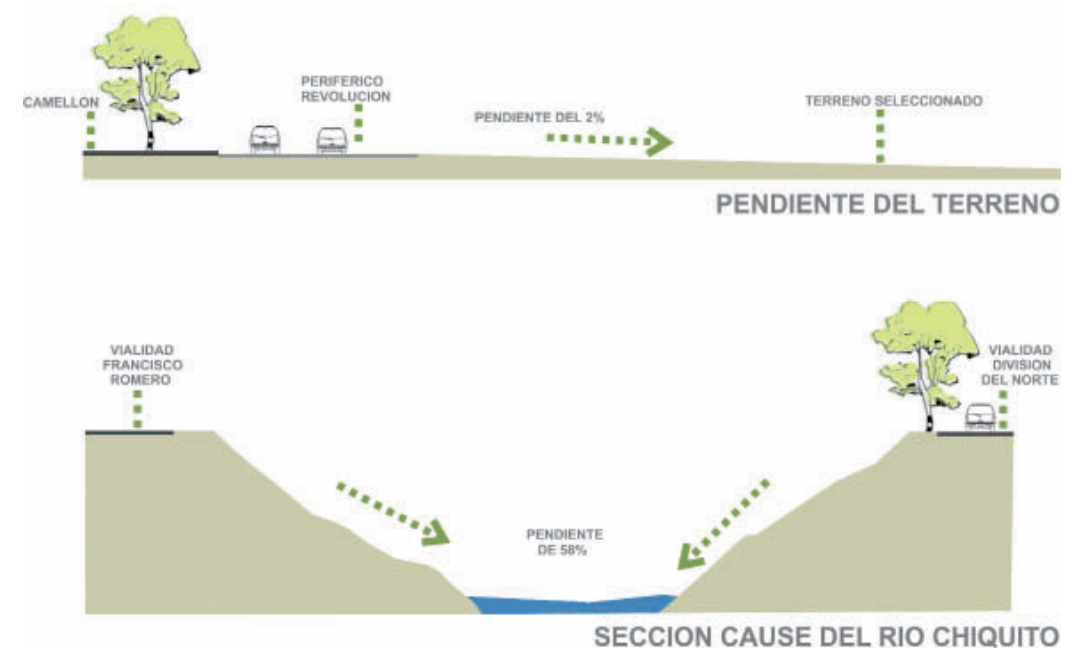 CAMELLON
PERIFERICO
REVOLUCION
PENDIENTE DEL 2%
TERRENO SELECCIONADO
PENDIENTE DEL TERRENO
VIALIDAD
FRANCISCO
ROMERO
VIALIDAD
DIVISION
DEL NORTE
PENDIENTE
DE 58%
SECCION CAUSE DEL RIO CHIQUITO